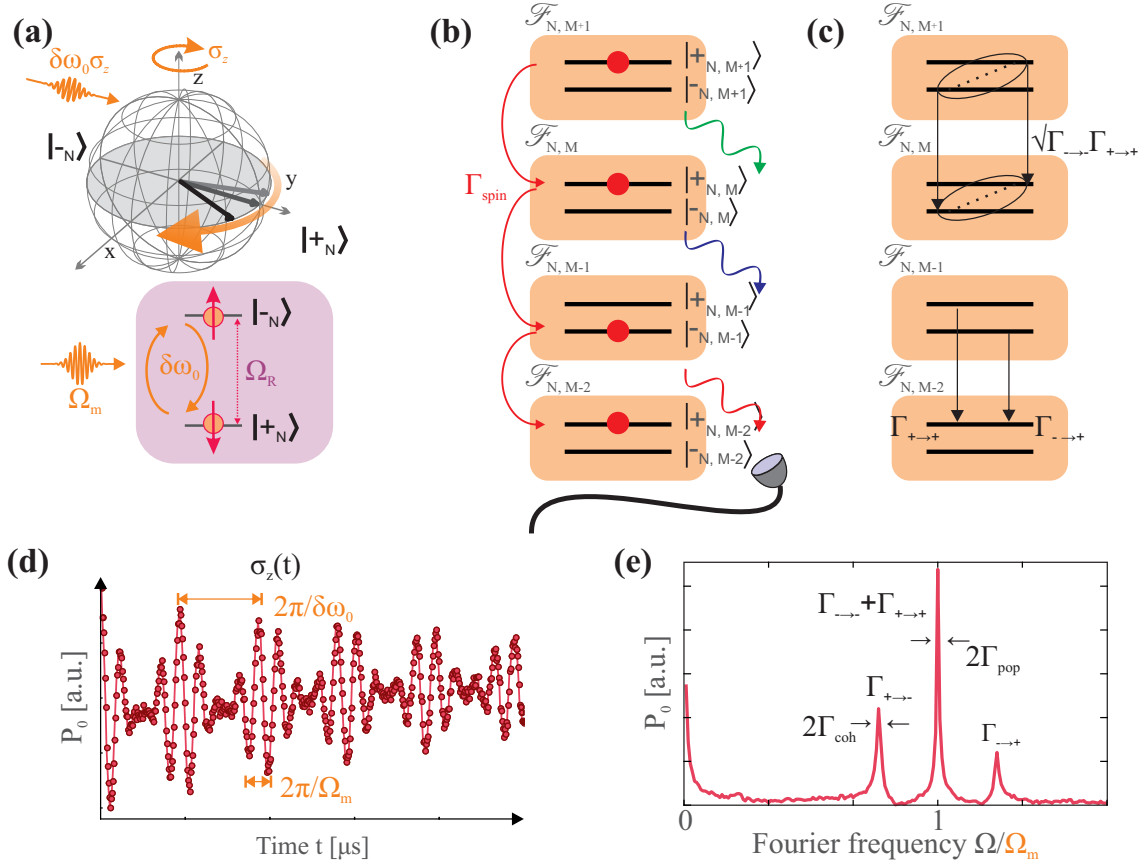 (a)
δω₀σ_z
σ_z
z
|-_N⟩
y
x
|+_N⟩
|-_N⟩
δω₀
Ω_R
Ω_m
|+_N⟩
(b)
ℱ_N, M+1
|+_N, M+1⟩
|-_N, M+1⟩
ℱ_N, M
Γ_spin
|+_N, M⟩
|-_N, M⟩
ℱ_N, M-1
|+_N, M-1⟩
|-_N, M-1⟩
ℱ_N, M-2
|+_N, M-2⟩
|-_N, M-2⟩
(c)
ℱ_N, M+1
√Γ_-→-Γ_+→+
ℱ_N, M
ℱ_N, M-1
ℱ_N, M-2
Γ_+→+
Γ_-→+
(d)
σ_z(t)
2π/δω₀
P₀ [a.u.]
2π/Ω_m
Time t [μs]
(e)
Γ_-→-+Γ_+→+
2Γ_pop
Γ_+→-
2Γ_coh
Γ_-→+
P₀ [a.u.]
0
1
Fourier frequency Ω/Ω_m